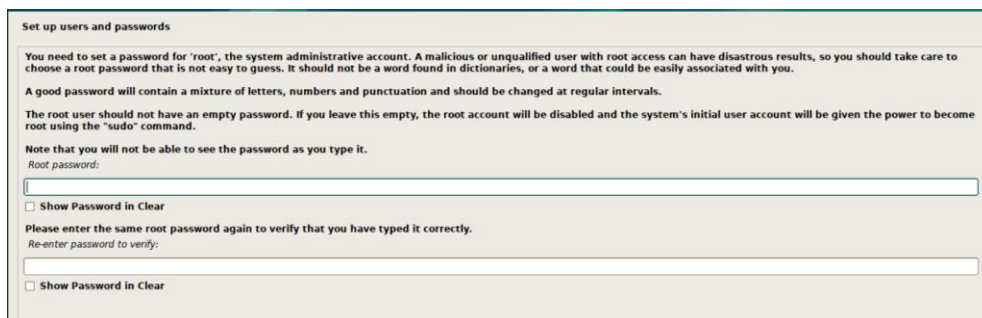 Set up users and passwords
You need to set a password for 'root', the system administrative account. A malicious or unqualified user with root access can have disastrous results, so you should take care to
choose a root password that is not easy to guess. It should not be a word found in dictionaries, or a word that could be easily associated with you.
A good password will contain a mixture of letters, numbers and punctuation and should be changed at regular intervals.
The root user should not have an empty password. If you leave this empty, the root account will be disabled and the system's initial user account will be given the power to become
root using the "sudo" command.
Note that you will not be able to see the password as you type it.
Root password:
Show Password in Clear
Please enter the same root password again to verify that you have typed it correctly.
Re-enter password to verify:
Show Password in Clear